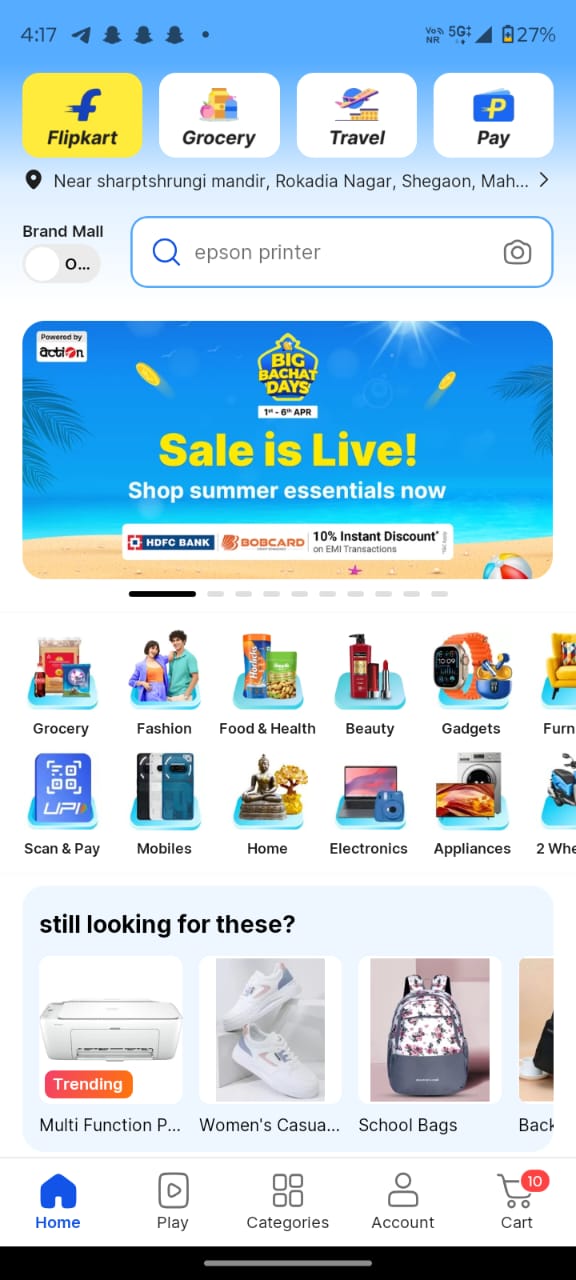 4:17
Vo NR 5G 27%
Flipkart Grocery Travel Pay
Near sharptshrungi mandir, Rokadia Nagar, Shegaon, Mah...
Brand Mall
O...
epson printer
Powered by
action
BIG
BACHAT
DAYS
1st - 6th APR
Sale is Live!
Shop summer essentials now
HDFC BANK BOBCARD 10% Instant Discount*
on EMI Transactions
Grocery Fashion Food & Health Beauty Gadgets Furn
Horlicks
10:09
UPI
Scan & Pay Mobiles Home Electronics Appliances 2 Whe
still looking for these?
Trending
Multi Function P... Women's Casua... School Bags Back
10
Home Play Categories Account Cart